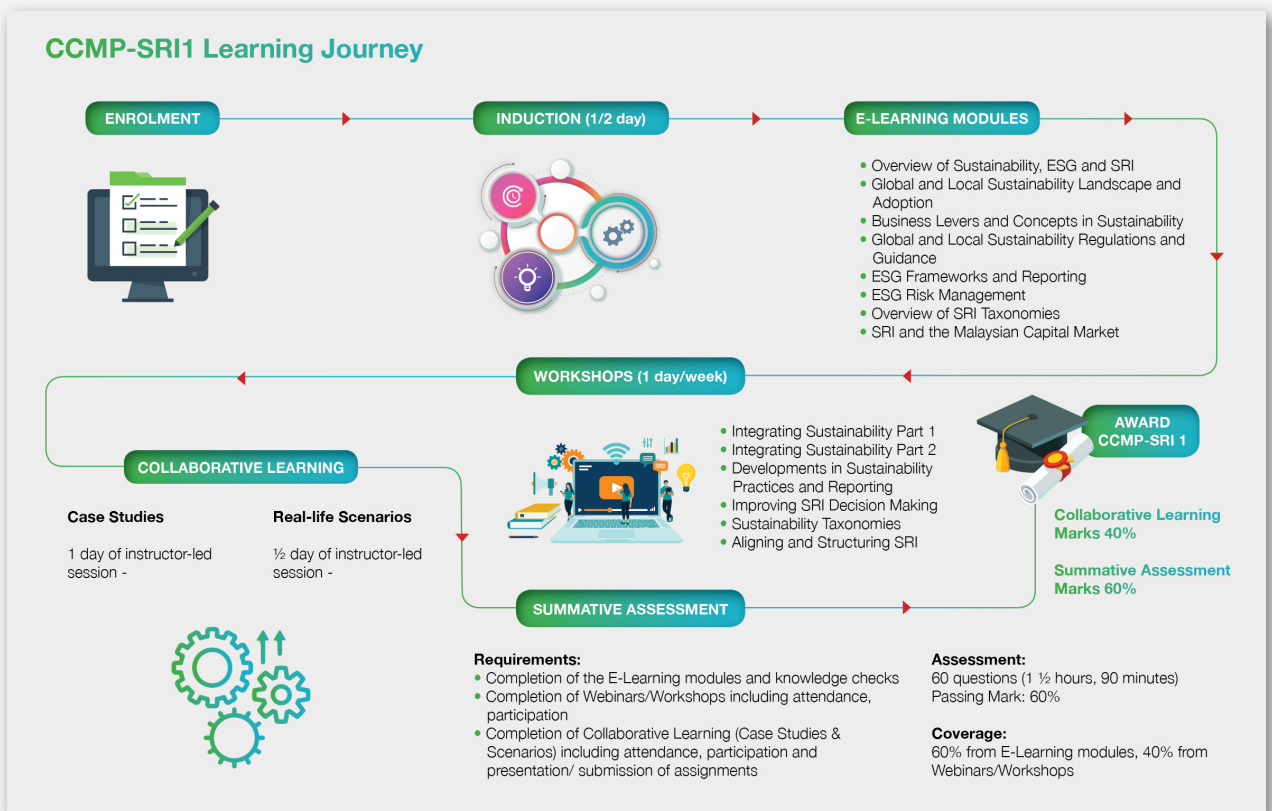 CCMP-SRI1 Learning Journey
ENROLMENT
INDUCTION (1/2 day)
E-LEARNING MODULES
• Overview of Sustainability, ESG and SRI
• Global and Local Sustainability Landscape and
Adoption
• Business Levers and Concepts in Sustainability
• Global and Local Sustainability Regulations and
Guidance
• ESG Frameworks and Reporting
• ESG Risk Management
• Overview of SRI Taxonomies
• SRI and the Malaysian Capital Market
WORKSHOPS (1 day/week)
• Integrating Sustainability Part 1
• Integrating Sustainability Part 2
• Developments in Sustainability
Practices and Reporting
• Improving SRI Decision Making
• Sustainability Taxonomies
• Aligning and Structuring SRI
COLLABORATIVE LEARNING
Case Studies
1 day of instructor-led
session -
Real-life Scenarios
½ day of instructor-led
session -
SUMMATIVE ASSESSMENT
Requirements:
• Completion of the E-Learning modules and knowledge checks
• Completion of Webinars/Workshops including attendance,
participation
• Completion of Collaborative Learning (Case Studies &
Scenarios) including attendance, participation and
presentation/ submission of assignments
Assessment:
60 questions (1 ½ hours, 90 minutes)
Passing Mark: 60%
Coverage:
60% from E-Learning modules, 40% from
Webinars/Workshops
AWARD
CCMP-SRI 1
Collaborative Learning
Marks 40%
Summative Assessment
Marks 60%